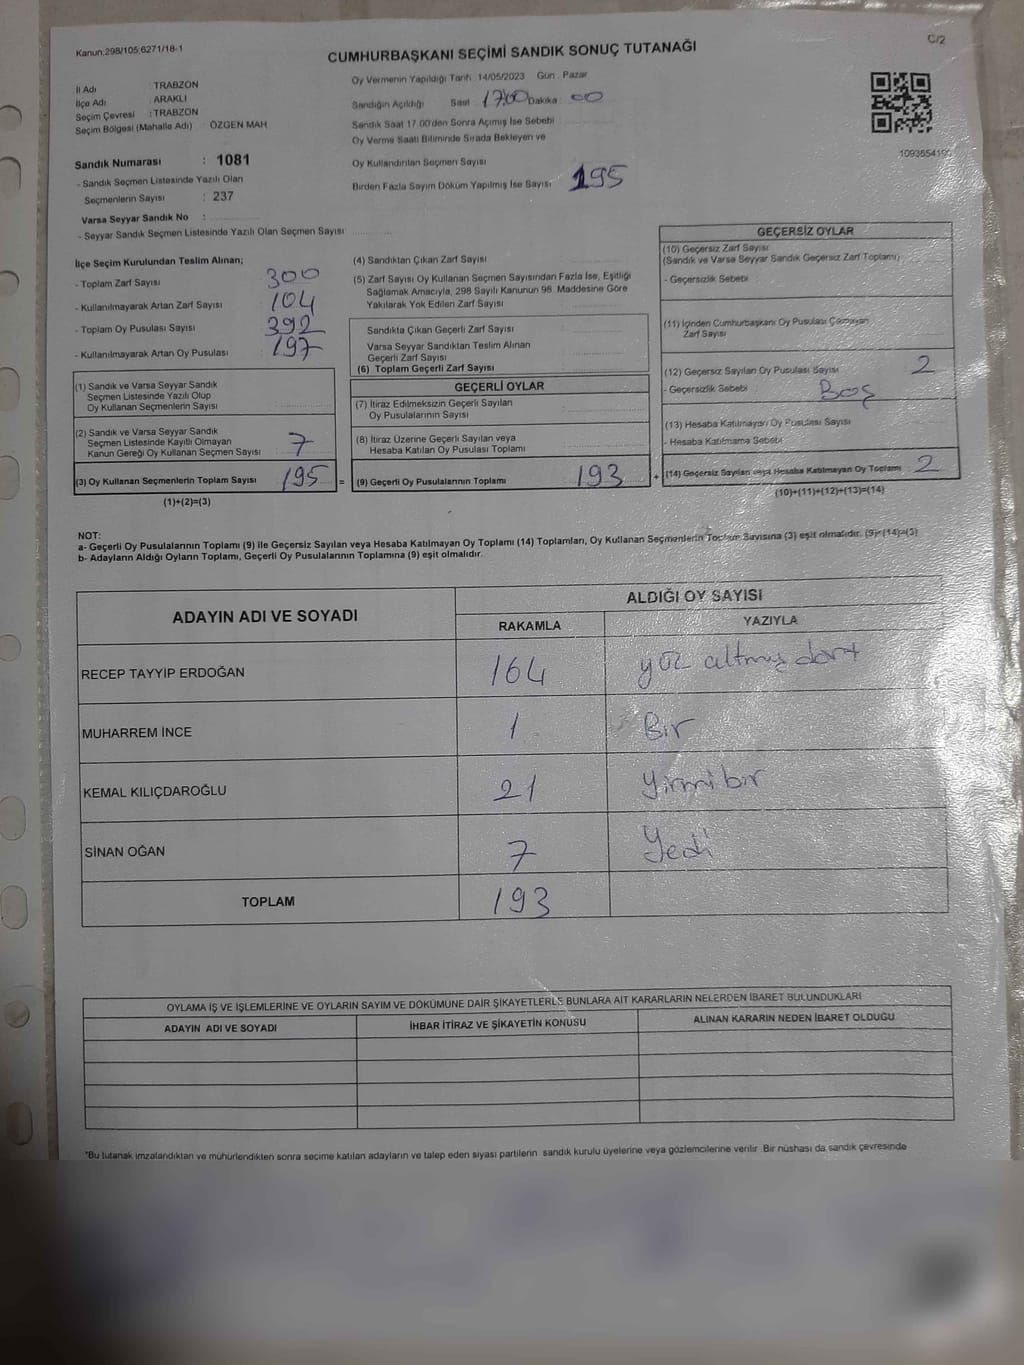 Kanun;298/105;6271/18-1
C/2
CUMHURBAŞKANI SEÇİMİ SANDIK SONUÇ TUTANAĞI
İl Adı : TRABZON
İlçe Adı : ARAKLI
Seçim Çevresi : TRABZON
Seçim Bölgesi (Mahalle Adı) : ÖZGEN MAH
Sandık Numarası : 1081
- Sandık Seçmen Listesinde Yazılı Olan
Seçmenlerin Sayısı : 237
Varsa Seyyar Sandık No :
- Seyyar Sandık Seçmen Listesinde Yazılı Olan Seçmen Sayısı
Oy Vermenin Yapıldığı Tarih 14/05/2023 Gün : Pazar
Sandığın Açıldığı Saat 17:00 Dakika : 00
Sandık Saat 17.00'den Sonra Açımış İse Sebebi
Oy Verme Saati Bitiminde Sırada Bekleyen ve
Oy Kullandırılan Seçmen Sayısı
Birden Fazla Sayım Döküm Yapılmış İse Sayısı 195
İlçe Seçim Kurulundan Teslim Alınan;
- Toplam Zarf Sayısı : 300
- Kullanılmayarak Artan Zarf Sayısı : 104
- Toplam Oy Pusulası Sayısı : 392
- Kullanılmayarak Artan Oy Pusulası : 197
(1) Sandık ve Varsa Seyyar Sandık
Seçmen Listesinde Yazılı Olup
Oy Kullanan Seçmenlerin Sayısı
(2) Sandık ve Varsa Seyyar Sandık
Seçmen Listesinde Kayıtlı Olmayan
Kanun Gereği Oy Kullanan Seçmen Sayısı 7
(3) Oy Kullanan Seçmenlerin Toplam Sayısı 195 =
(1)+(2)=(3)
(4) Sandıktan Çıkan Zarf Sayısı
(5) Zarf Sayısı Oy Kullanan Seçmen Sayısından Fazla İse, Eşitliği
Sağlamak Amacıyla, 298 Sayılı Kanunun 98. Maddesine Göre
Yakılarak Yok Edilen Zarf Sayısı
Sandıkta Çıkan Geçerli Zarf Sayısı
Varsa Seyyar Sandıktan Teslim Alınan
Geçerli Zarf Sayısı
(6) Toplam Geçerli Zarf Sayısı
GEÇERLİ OYLAR
(7) İtiraz Edilmeksizin Geçerli Sayılan
Oy Pusulalarının Sayısı
(8) İtiraz Üzerine Geçerli Sayılan veya
Hesaba Katılan Oy Pusulası Toplamı
(9) Geçerli Oy Pusulalarının Toplamı 193 +
GEÇERSİZ OYLAR
(10) Geçersiz Zarf Sayısı
(Sandık ve Varsa Seyyar Sandık Geçersiz Zarf Toplamı)
- Geçersizlik Sebebi
(11) İçinden Cumhurbaşkanı Oy Pusulası Çıkmayan
Zarf Sayısı
(12) Geçersiz Sayılan Oy Pusulası Sayısı 2
- Geçersizlik Sebebi : Boş
(13) Hesaba Katılmayan Oy Pusulası Sayısı
- Hesaba Katılmama Sebebi
(14) Geçersiz Sayılan veya Hesaba Katılmayan Oy Toplamı 2
(10)+(11)+(12)+(13)=(14)
NOT:
a- Geçerli Oy Pusulalarının Toplamı (9) ile Geçersiz Sayılan veya Hesaba Katılmayan Oy Toplamı (14) Toplamları, Oy Kullanan Seçmenlerin Toplam Sayısına (3) eşit olmalıdır. (9)+(14)=(3)
b- Adayların Aldığı Oyların Toplamı, Geçerli Oy Pusulalarının Toplamına (9) eşit olmalıdır.
ADAYIN ADI VE SOYADI
ALDIĞI OY SAYISI
RAKAMLA YAZIYLA
RECEP TAYYİP ERDOĞAN 164 yüz altmış dört
MUHARREM İNCE 1 Bir
KEMAL KILIÇDAROĞLU 21 Yirmibir
SİNAN OĞAN 7 Yedi
TOPLAM 193
OYLAMA İŞ VE İŞLEMLERİNE VE OYLARIN SAYIM VE DÖKÜMÜNE DAİR ŞİKAYETLERLE BUNLARA AİT KARARLARIN NELERDEN İBARET BULUNDUKLARI
ADAYIN ADI VE SOYADI İHBAR İTİRAZ VE ŞİKAYETİN KONUSU ALINAN KARARIN NEDEN İBARET OLDUĞU
*Bu tutanak imzalandıktan ve mühürlendikten sonra seçime katılan adayların ve talep eden siyasi partilerin sandık kurulu üyelerine veya gözlemcilerine verilir. Bir nüshası da sandık çevresinde